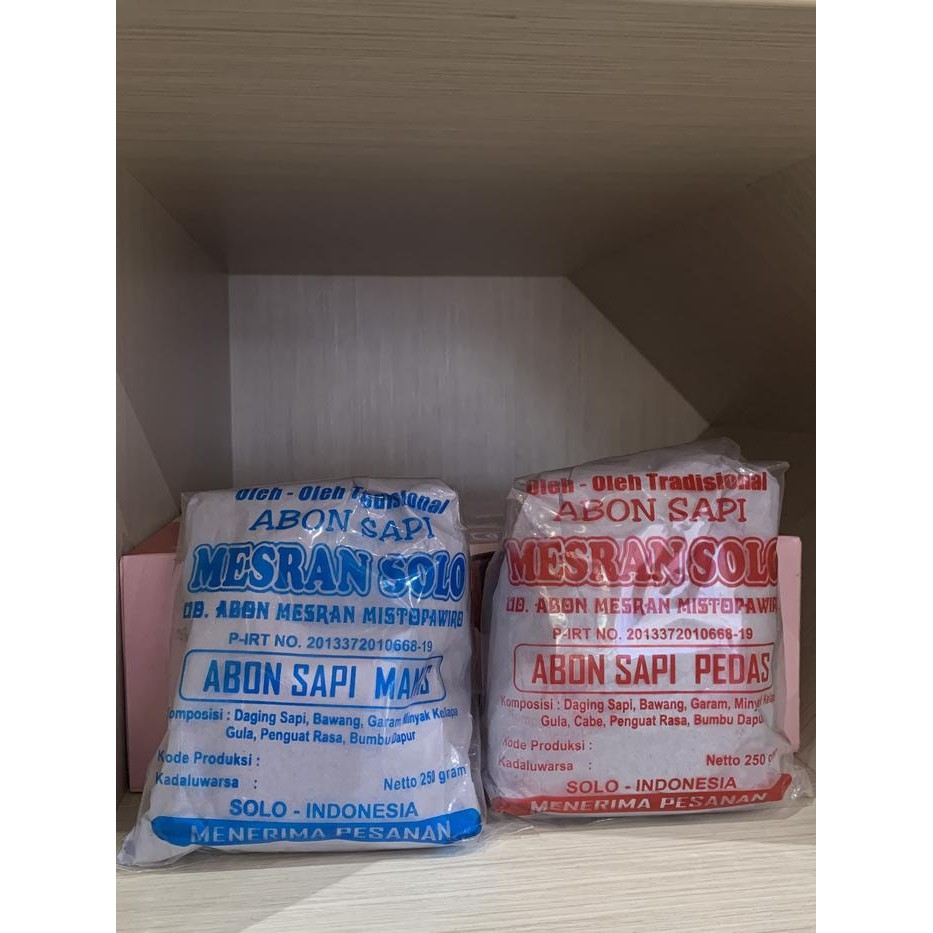 Oleh - Oleh Tradisional
ABON SAPI
MESRAN SOLO
UD. ABON MESRAN MISTOPAWIRO
P-IRT NO. 2013372010668-19
ABON SAPI MANIS
Komposisi : Daging Sapi, Bawang, Garam, Minyak Kelapa
Gula, Penguat Rasa, Bumbu Dapur
Kode Produksi :
Kadaluwarsa :
Netto 250 gram
SOLO - INDONESIA
MENERIMA PESANAN
Oleh - Oleh Tradisional
ABON SAPI
MESRAN SOLO
UD. ABON MESRAN MISTOPAWIR
P-IRT NO. 2013372010668-19
ABON SAPI PEDAS
Komposisi : Daging Sapi, Bawang, Garam, Minyak Kelapa
Gula, Cabe, Penguat Rasa, Bumbu Dapur
Kode Produksi :
Kadaluwarsa :
Netto 250 g
SOLO - INDONESIA
MENERIMA PESANAN